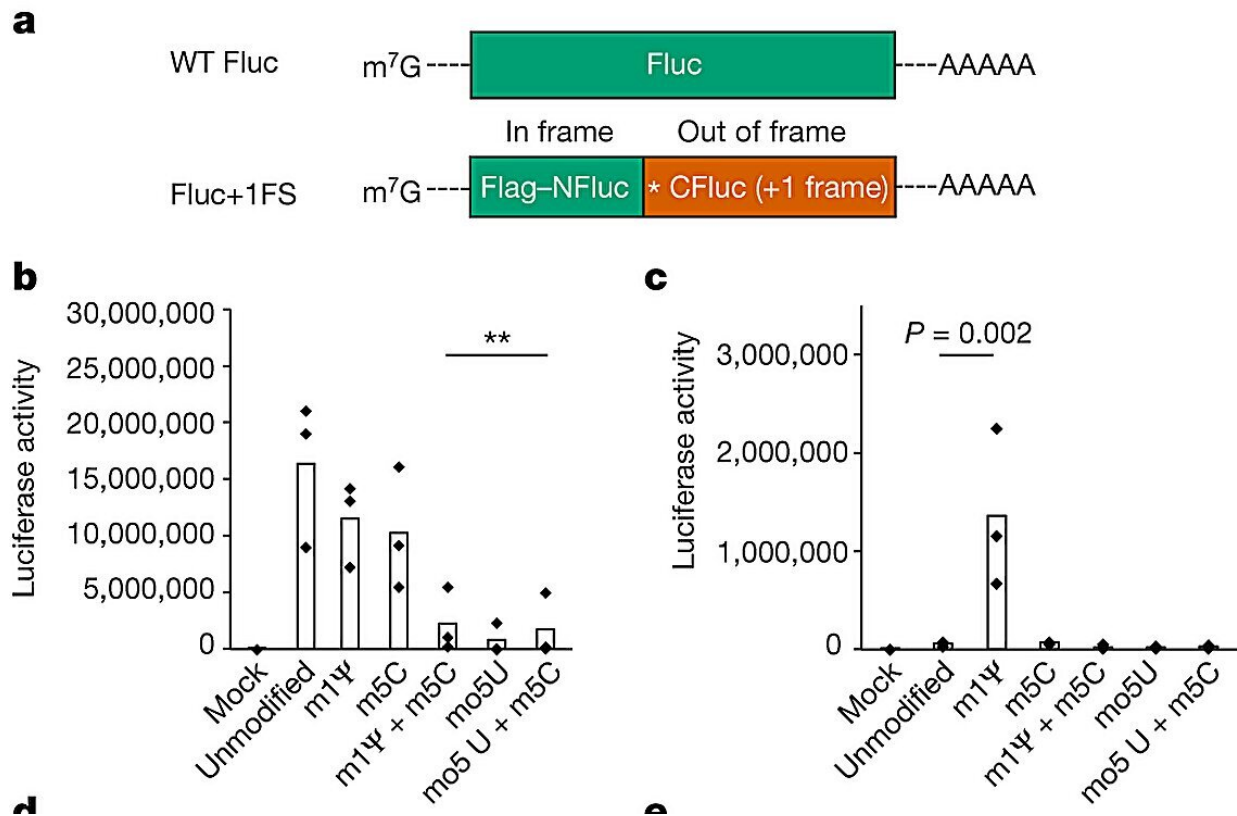 a
WT Fluc
m⁷G
Fluc
AAAAA
In frame
Out of frame
Fluc+1FS
m⁷G
Flag–NFluc
* CFluc (+1 frame)
AAAAA
b
Luciferase activity
30,000,000
25,000,000
20,000,000
15,000,000
10,000,000
5,000,000
0
**
Mock
Unmodified
m1Ψ
m5C
m1Ψ + m5C
mo5U
mo5 U + m5C
c
Luciferase activity
P = 0.002
3,000,000
2,000,000
1,000,000
0
Mock
Unmodified
m1Ψ
m5C
m1Ψ + m5C
mo5U
mo5 U + m5C
d
e